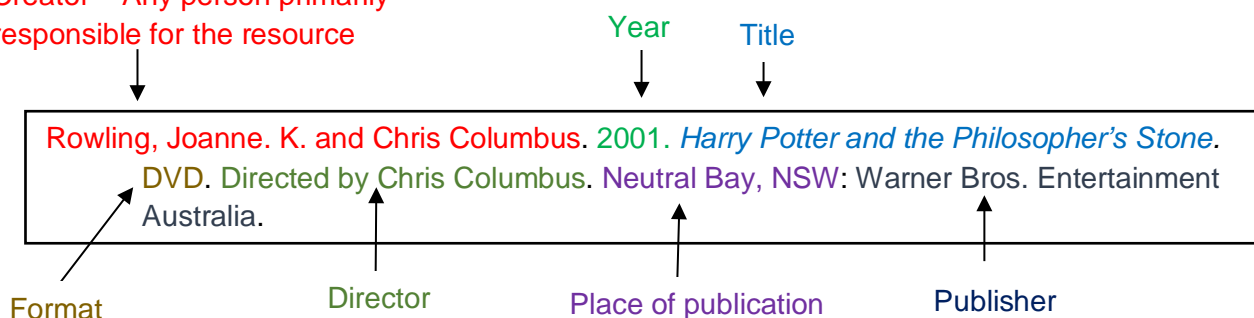 Creator – Any person primarily
responsible for the resource
Year
Title
Rowling, Joanne. K. and Chris Columbus. 2001. Harry Potter and the Philosopher's Stone.
DVD. Directed by Chris Columbus. Neutral Bay, NSW: Warner Bros. Entertainment
Australia.
Format
Director
Place of publication
Publisher